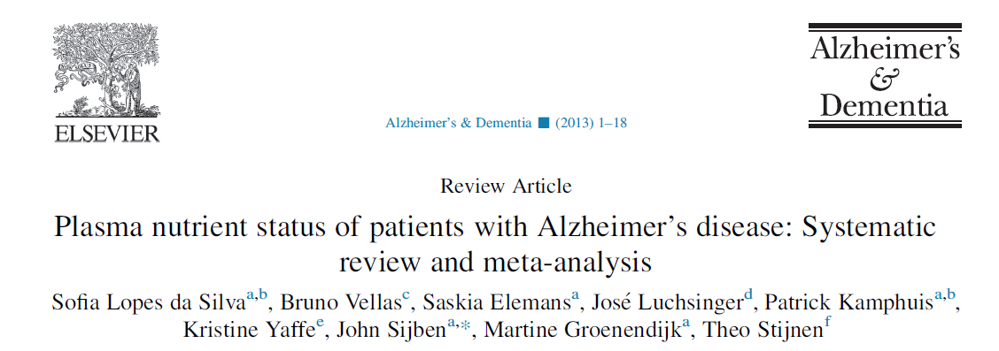 ELSEVIER
Alzheimer's
&
Dementia
Alzheimer's & Dementia ■ (2013) 1–18
Review Article
Plasma nutrient status of patients with Alzheimer's disease: Systematic
review and meta-analysis
Sofia Lopes da Silva^a,b, Bruno Vellas^c, Saskia Elemans^a, José Luchsinger^d, Patrick Kamphuis^a,b,
Kristine Yaffe^e, John Sijben^a,*, Martine Groenendijk^a, Theo Stijnen^f